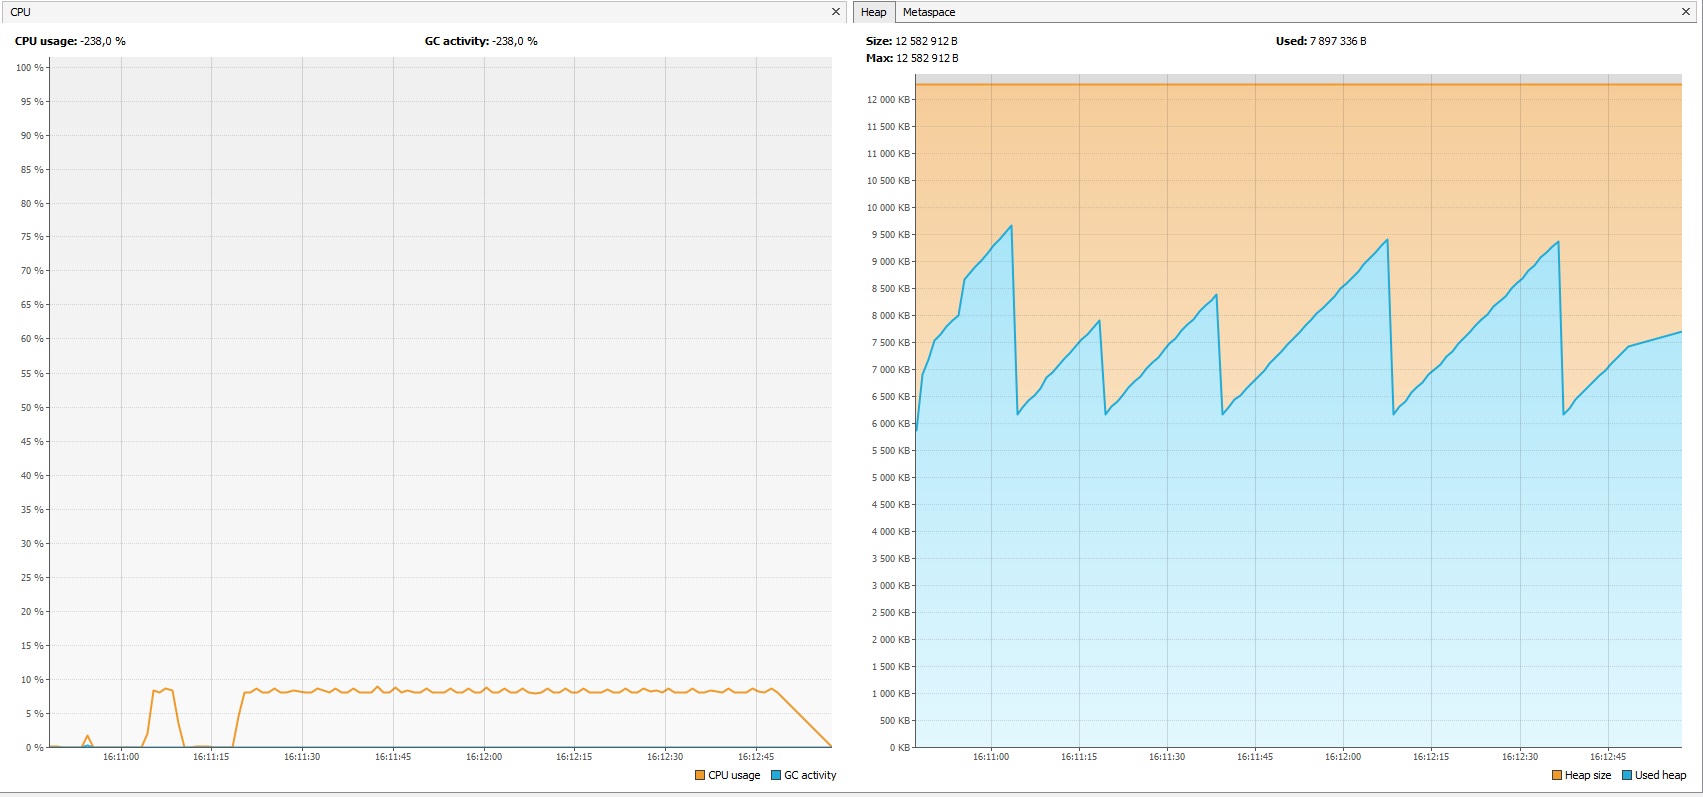 CPU
CPU usage: -238,0 %
GC activity: -238,0 %
100 %
95 %
90 %
85 %
80 %
75 %
70 %
65 %
60 %
55 %
50 %
45 %
40 %
35 %
30 %
25 %
20 %
15 %
10 %
5 %
0 %
16:11:00 16:11:15 16:11:30 16:11:45 16:12:00 16:12:15 16:12:30 16:12:45
CPU usage GC activity
Heap Metaspace
Size: 12 582 912 B
Used: 7 897 336 B
Max: 12 582 912 B
12 000 KB
11 500 KB
11 000 KB
10 500 KB
10 000 KB
9 500 KB
9 000 KB
8 500 KB
8 000 KB
7 500 KB
7 000 KB
6 500 KB
6 000 KB
5 500 KB
5 000 KB
4 500 KB
4 000 KB
3 500 KB
3 000 KB
2 500 KB
2 000 KB
1 500 KB
1 000 KB
500 KB
0 KB
16:11:00 16:11:15 16:11:30 16:11:45 16:12:00 16:12:15 16:12:30 16:12:45
Heap size Used heap